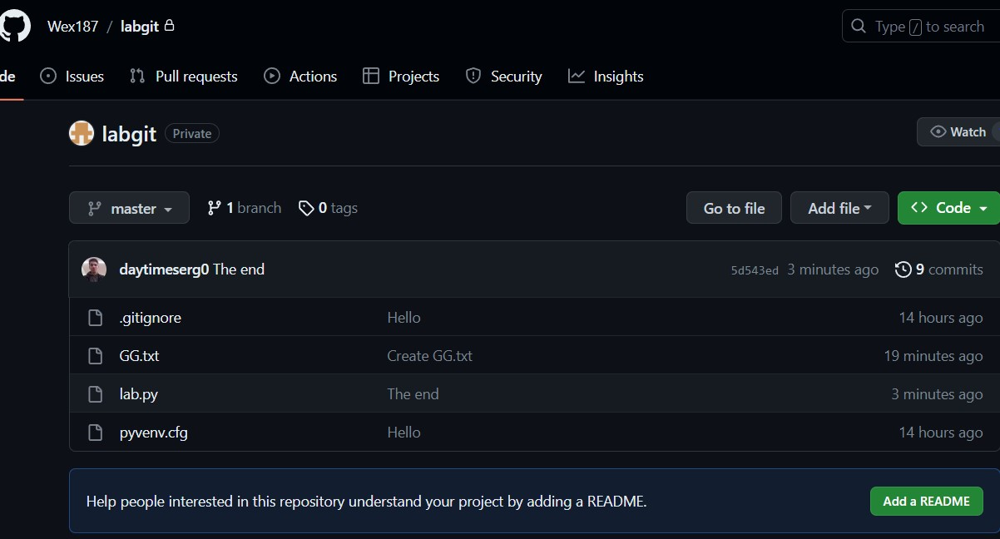 Wex187 / labgit
Type / to search
de Issues Pull requests Actions Projects Security Insights
labgit Private
Watch
master 1 branch 0 tags Go to file Add file Code
daytimeserg0 The end 5d543ed 3 minutes ago 9 commits
.gitignore Hello 14 hours ago
GG.txt Create GG.txt 19 minutes ago
lab.py The end 3 minutes ago
pyvenv.cfg Hello 14 hours ago
Help people interested in this repository understand your project by adding a README. Add a README